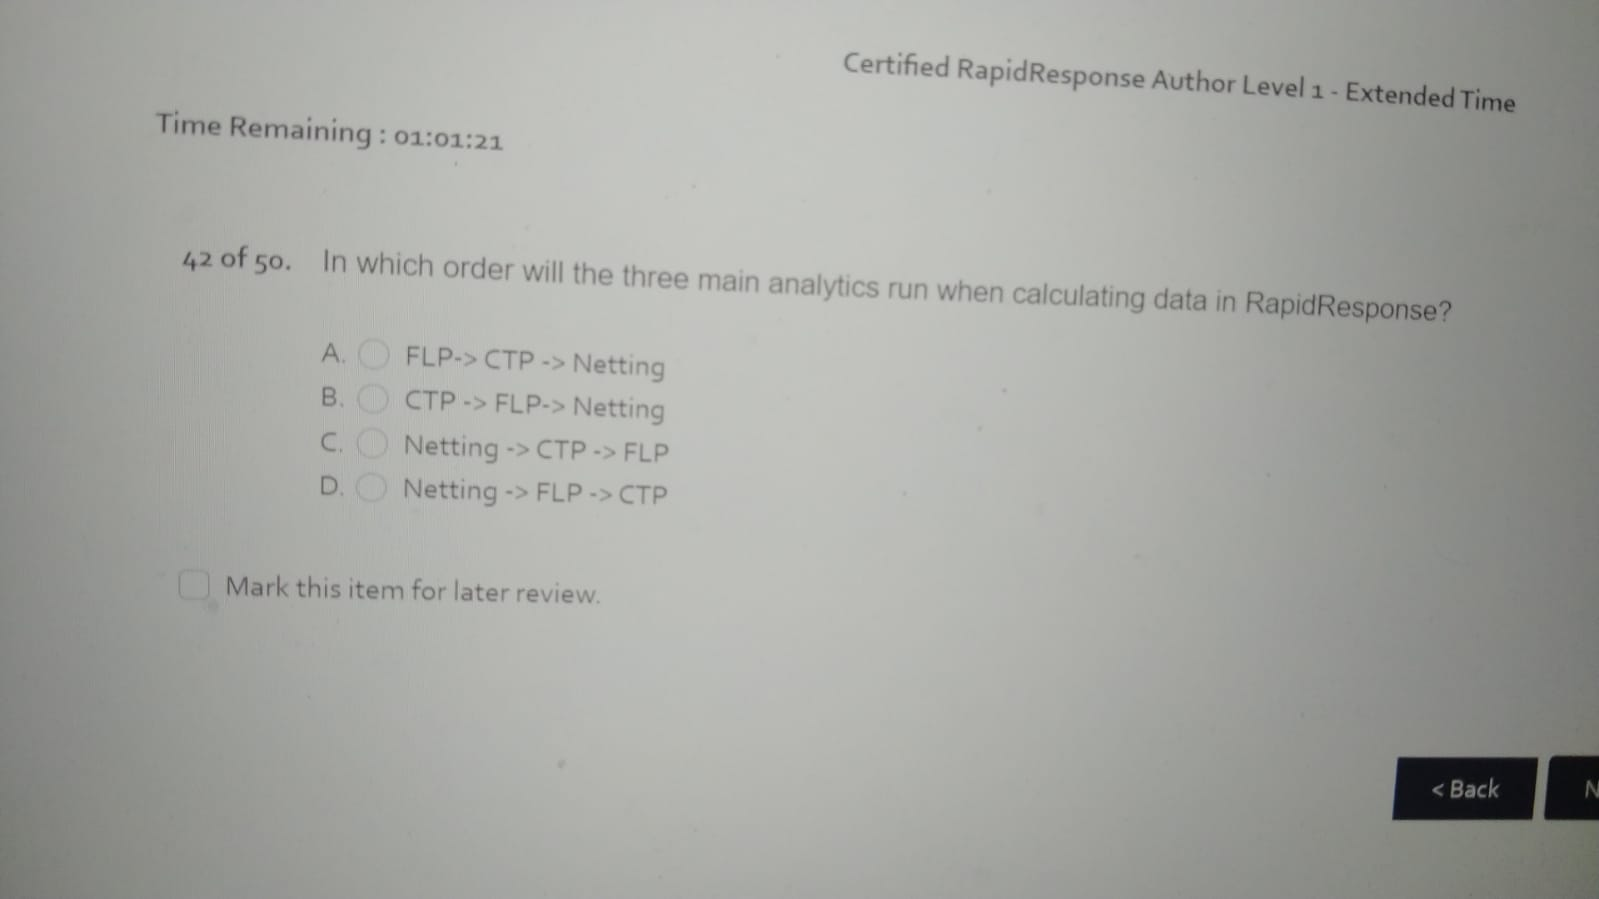 Certified RapidResponse Author Level 1 - Extended Time
Time Remaining : 01:01:21
42 of 50. In which order will the three main analytics run when calculating data in RapidResponse?
A. FLP-> CTP -> Netting
B. CTP -> FLP-> Netting
C. Netting -> CTP -> FLP
D. Netting -> FLP -> CTP
Mark this item for later review.
< Back